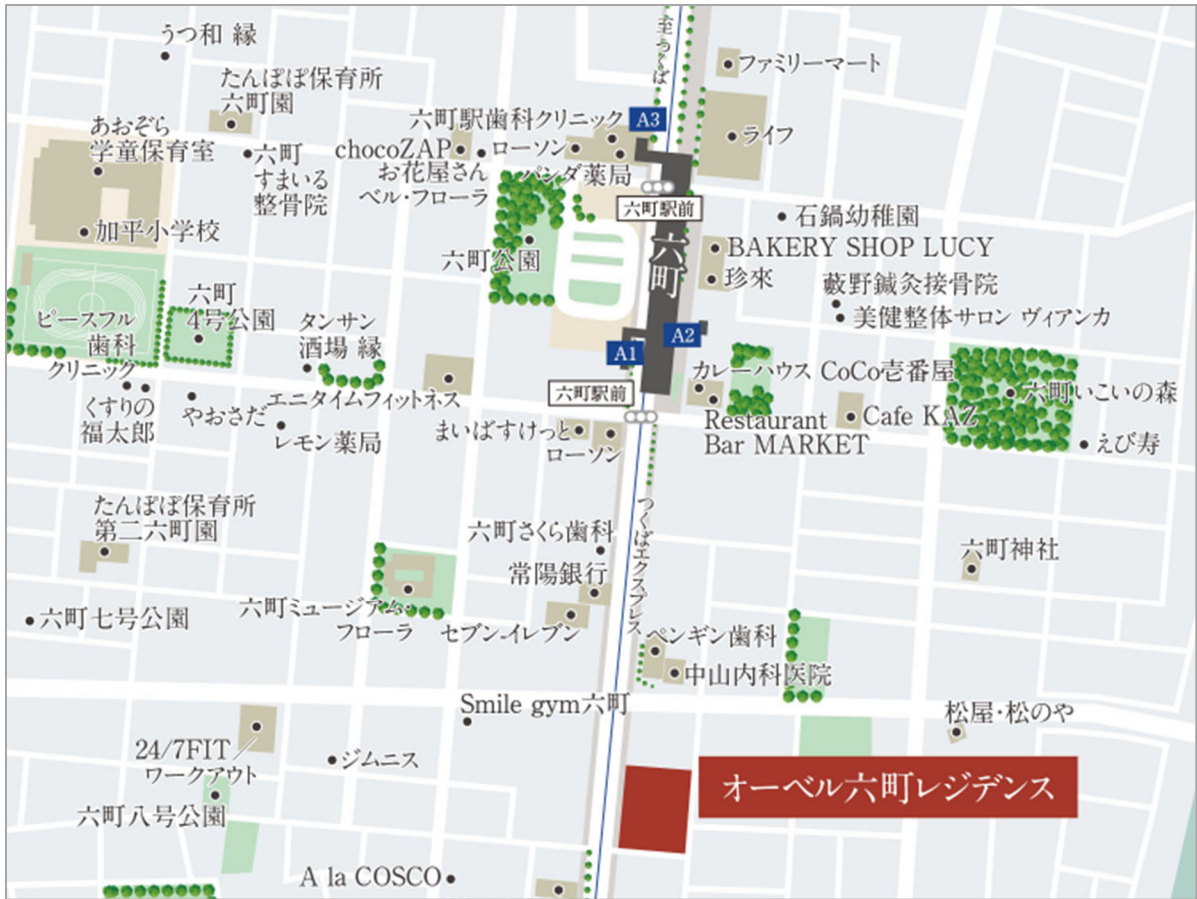 うつ和 縁
至つくば
ファミリーマート
たんぽぽ保育所
六町園
あおぞら
学童保育室
六町駅歯科クリニック
A3
ライフ
chocoZAP
ローソン
六町
すまいる
整骨院
お花屋さん
ベル・フローラ
パンダ薬局
六町駅前
石鍋幼稚園
加平小学校
六町公園
六町
BAKERY SHOP LUCY
珍來
藪野鍼灸接骨院
美健整体サロン ヴィアンカ
六町
4号公園
ピースフル
歯科
クリニック
タンサン
酒場 縁
A1
A2
カレーハウス CoCo壱番屋
六町いこいの森
くすりの
福太郎
やおさだ
エニタイムフィットネス
六町駅前
Restaurant
Bar MARKET
Cafe KAZ
レモン薬局
まいばすけっと
ローソン
えび寿
たんぽぽ保育所
第二六町園
つくばエクスプレス
六町さくら歯科
常陽銀行
六町神社
六町七号公園
六町ミュージアム・
フローラ
セブン-イレブン
ペンギン歯科
中山内科医院
Smile gym六町
松屋・松のや
24/7FIT/
ワークアウト
ジムニス
オーベル六町レジデンス
六町八号公園
A la COSCO